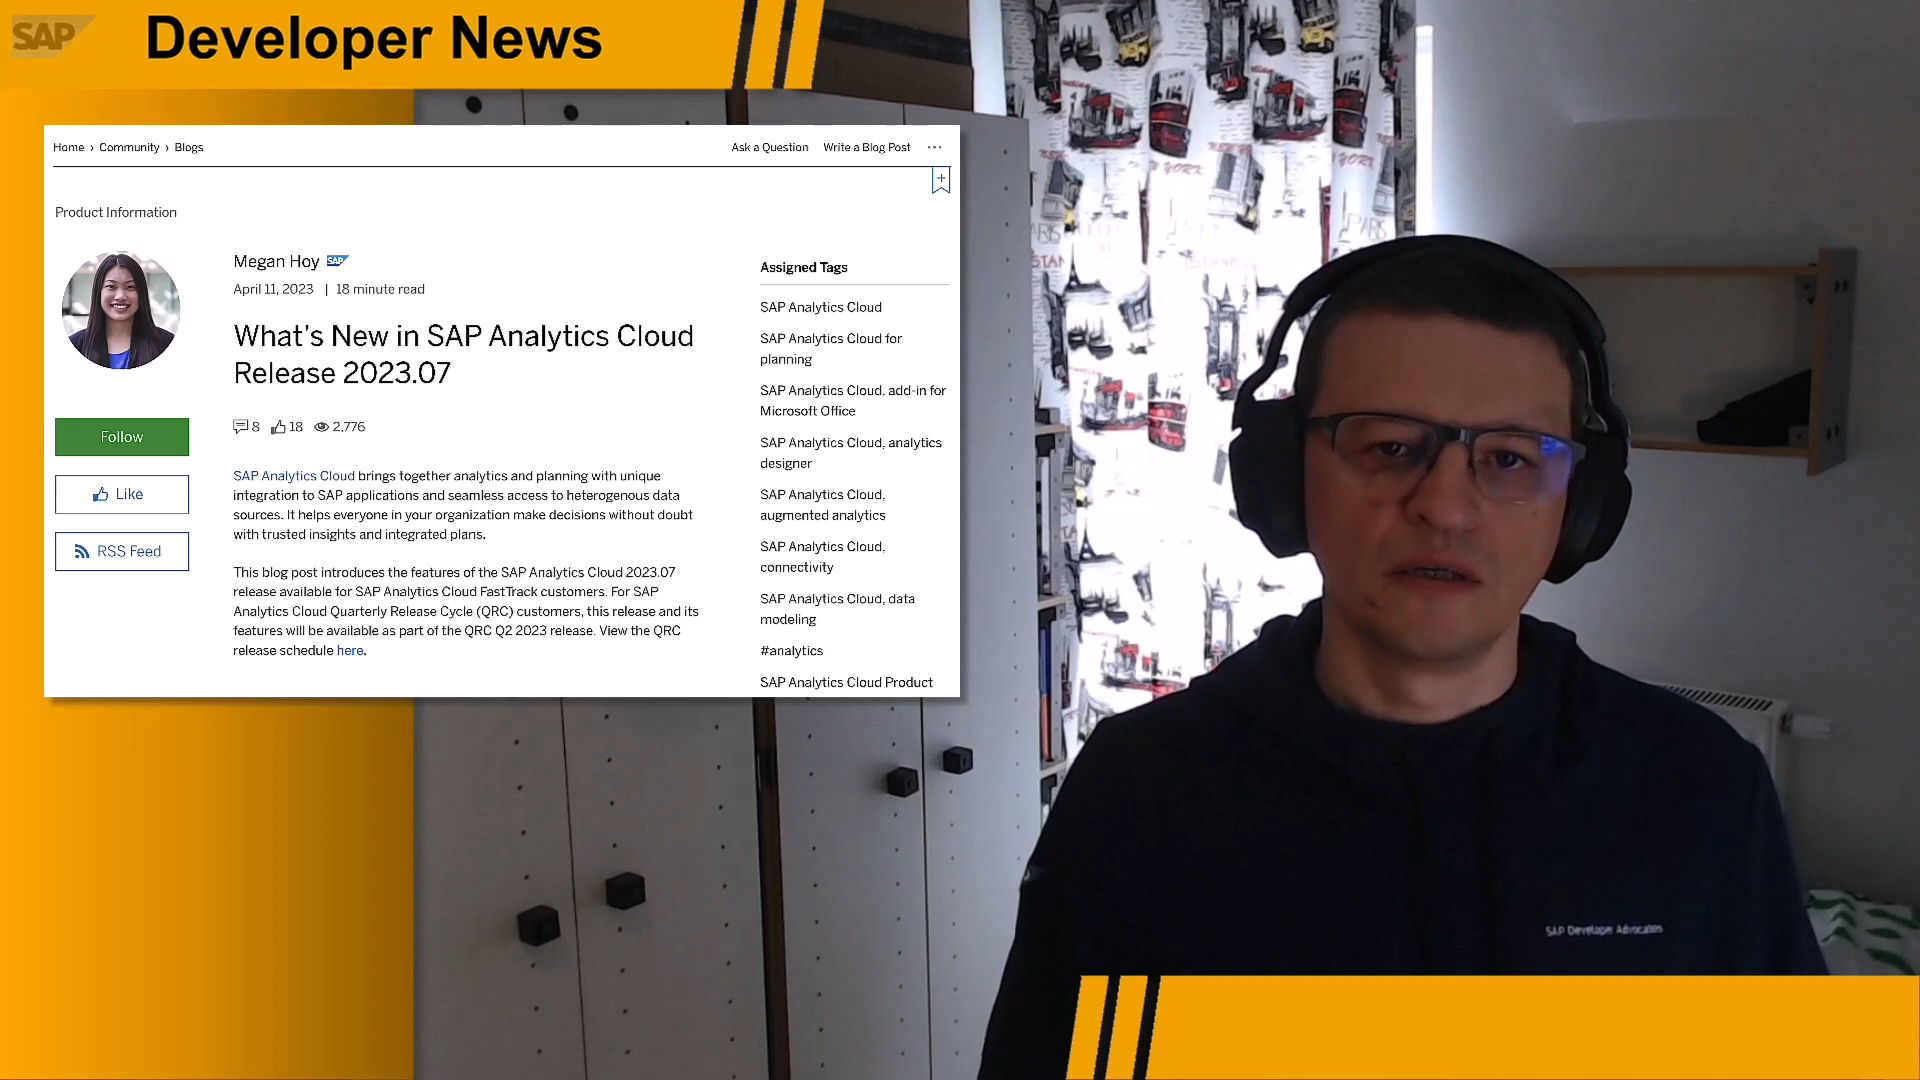 SAP
Developer News
Home › Community › Blogs
Ask a Question
Write a Blog Post
Product Information
Megan Hoy SAP
April 11, 2023 | 18 minute read
What's New in SAP Analytics Cloud
Release 2023.07
8 18 2,776
Follow
Like
RSS Feed
SAP Analytics Cloud brings together analytics and planning with unique
integration to SAP applications and seamless access to heterogenous data
sources. It helps everyone in your organization make decisions without doubt
with trusted insights and integrated plans.
This blog post introduces the features of the SAP Analytics Cloud 2023.07
release available for SAP Analytics Cloud FastTrack customers. For SAP
Analytics Cloud Quarterly Release Cycle (QRC) customers, this release and its
features will be available as part of the QRC Q2 2023 release. View the QRC
release schedule here.
Assigned Tags
SAP Analytics Cloud
SAP Analytics Cloud for
planning
SAP Analytics Cloud, add-in for
Microsoft Office
SAP Analytics Cloud, analytics
designer
SAP Analytics Cloud,
augmented analytics
SAP Analytics Cloud,
connectivity
SAP Analytics Cloud, data
modeling
#analytics
SAP Analytics Cloud Product
YORK
YORK
PARIS
SAP Developer Advocates